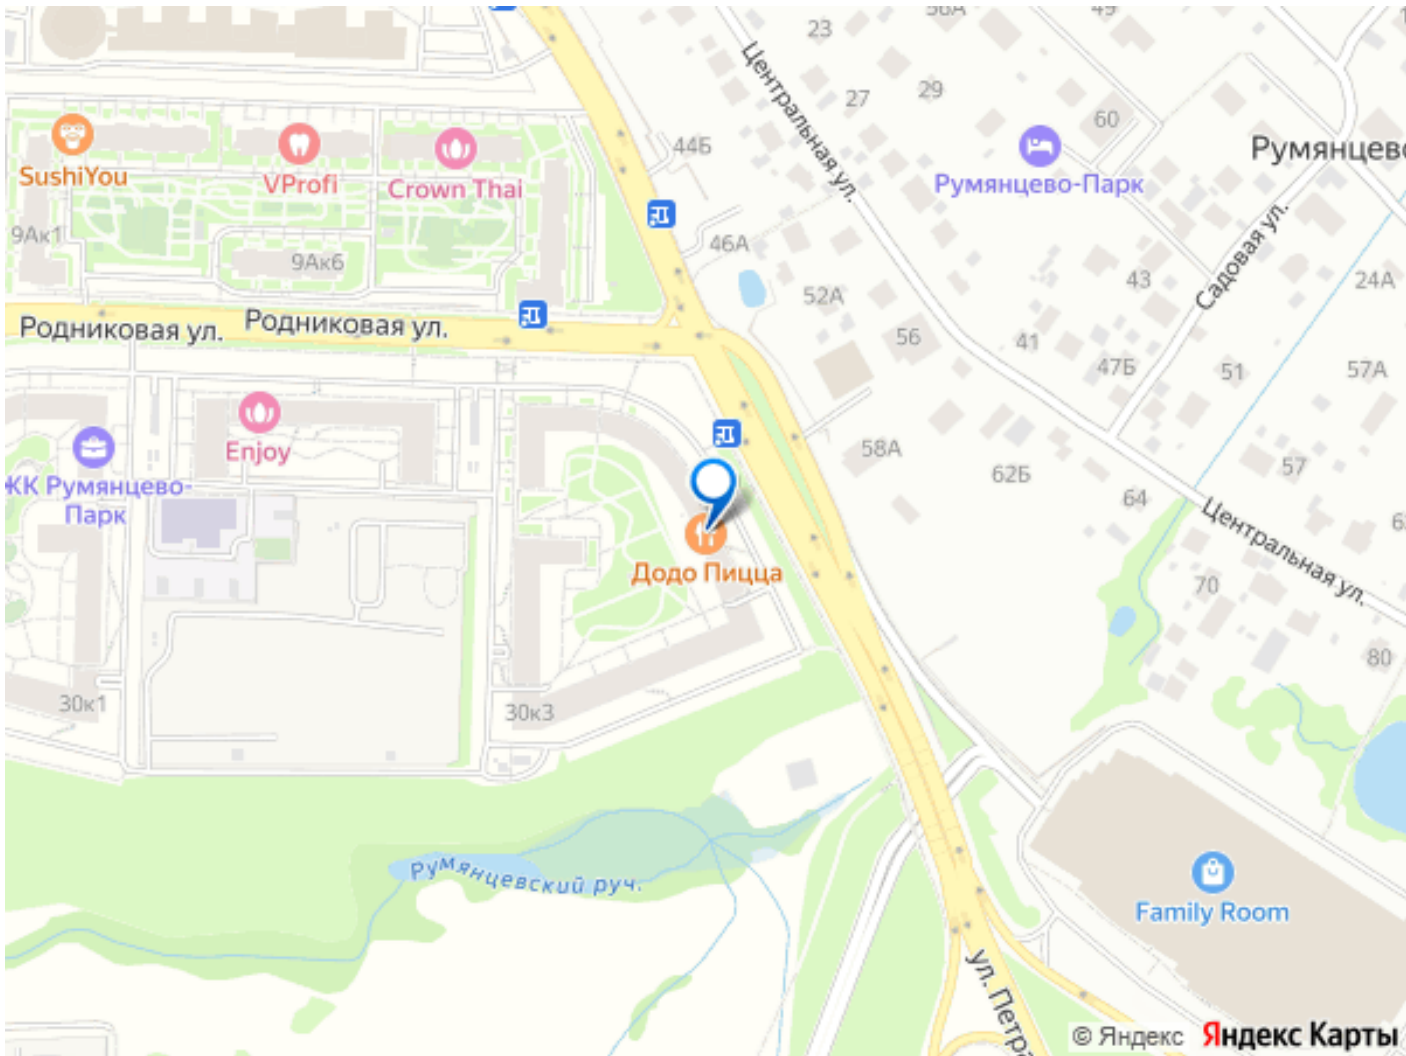 23
49
Центральная ул.
29
27
60
44Б
Румянцево-Парк
SushiYou
VProfi
Crown Thai
9Ак1
9Ак6
46А
43
Садовая ул.
24А
52А
Родниковая ул.
Родниковая ул.
56
41
47Б
51
57А
Enjoy
58А
62Б
57
64
ЖК Румянцево-
Парк
Центральная ул.
Додо Пицца
70
80
30к1
30к3
Румянцевский руч.
Family Room
© Яндекс
Яндекс Карты